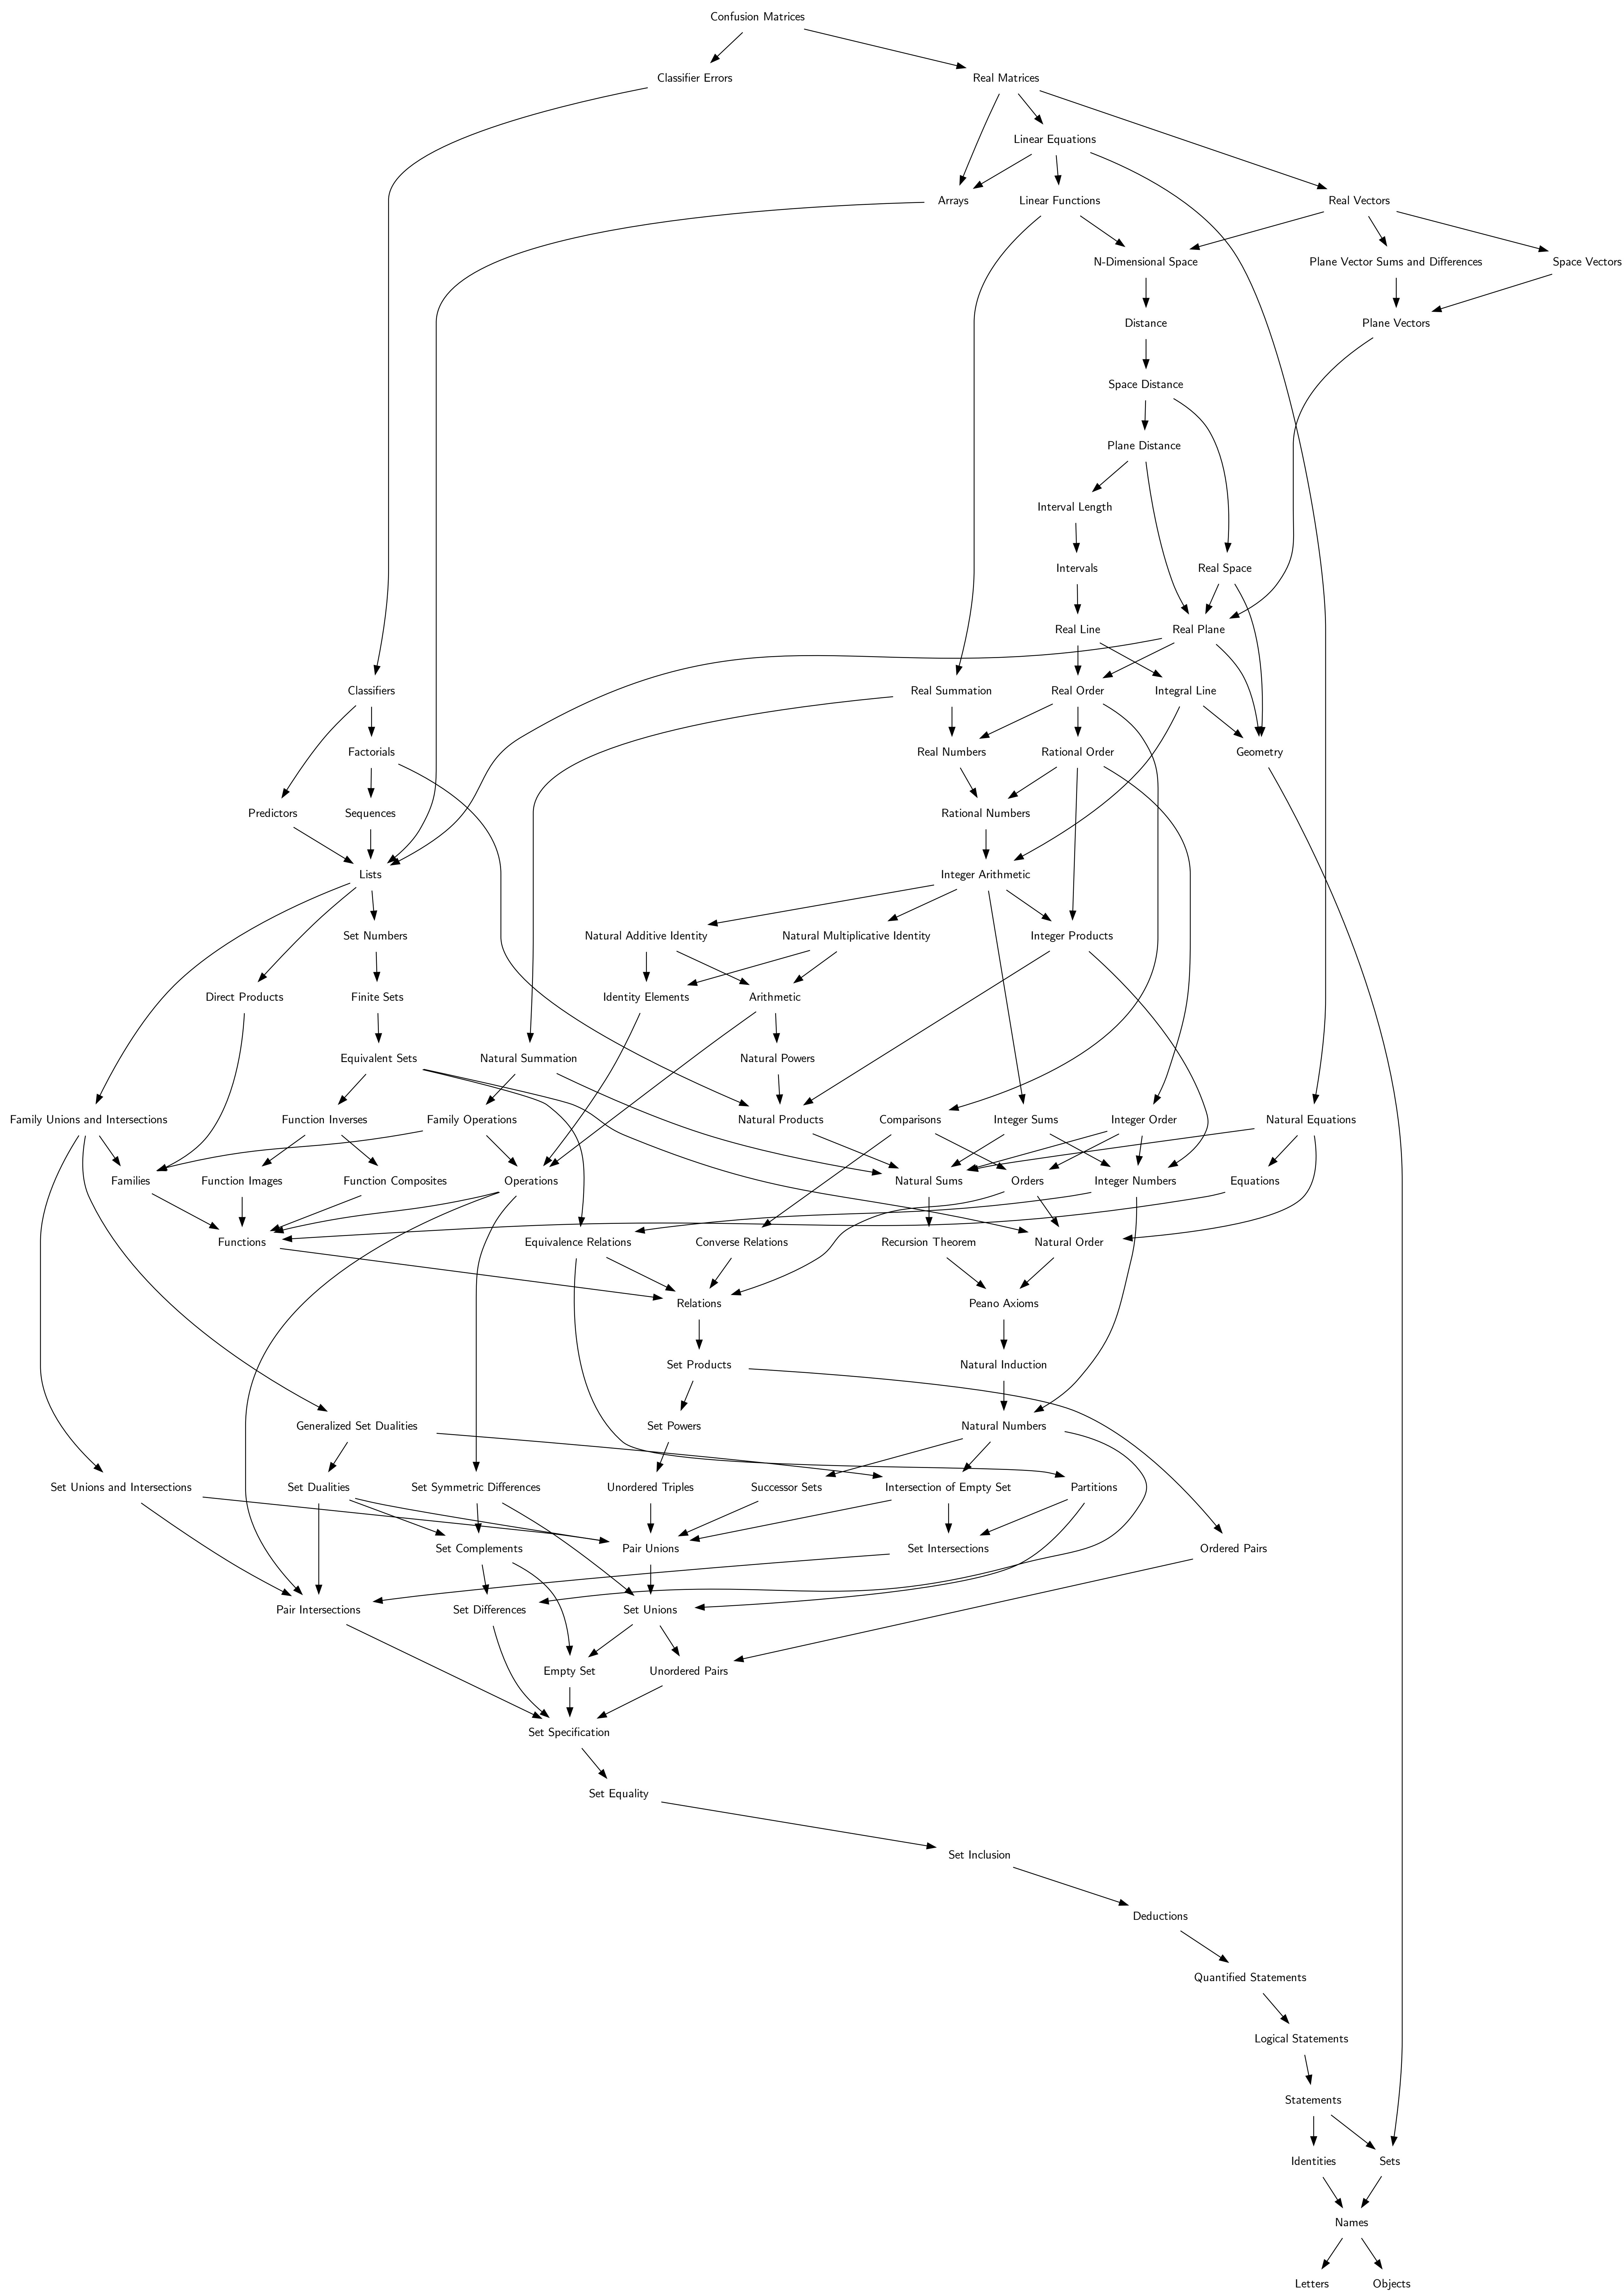 Confusion Matrices
Classifier Errors
Real Matrices
Linear Equations
Arrays
Linear Functions
Real Vectors
N-Dimensional Space
Plane Vector Sums and Differences
Space Vectors
Distance
Plane Vectors
Space Distance
Plane Distance
Interval Length
Intervals
Real Space
Real Line
Real Plane
Classifiers
Real Summation
Real Order
Integral Line
Factorials
Real Numbers
Rational Order
Geometry
Predictors
Sequences
Rational Numbers
Lists
Integer Arithmetic
Set Numbers
Natural Additive Identity
Natural Multiplicative Identity
Integer Products
Direct Products
Finite Sets
Identity Elements
Arithmetic
Equivalent Sets
Natural Summation
Natural Powers
Family Unions and Intersections
Function Inverses
Family Operations
Natural Products
Comparisons
Integer Sums
Integer Order
Natural Equations
Families
Function Images
Function Composites
Operations
Natural Sums
Orders
Integer Numbers
Equations
Functions
Equivalence Relations
Converse Relations
Recursion Theorem
Natural Order
Relations
Peano Axioms
Set Products
Natural Induction
Generalized Set Dualities
Set Powers
Natural Numbers
Set Unions and Intersections
Set Dualities
Set Symmetric Differences
Unordered Triples
Successor Sets
Intersection of Empty Set
Partitions
Set Complements
Pair Unions
Set Intersections
Ordered Pairs
Pair Intersections
Set Differences
Set Unions
Empty Set
Unordered Pairs
Set Specification
Set Equality
Set Inclusion
Deductions
Quantified Statements
Logical Statements
Statements
Identities
Sets
Names
Letters
Objects